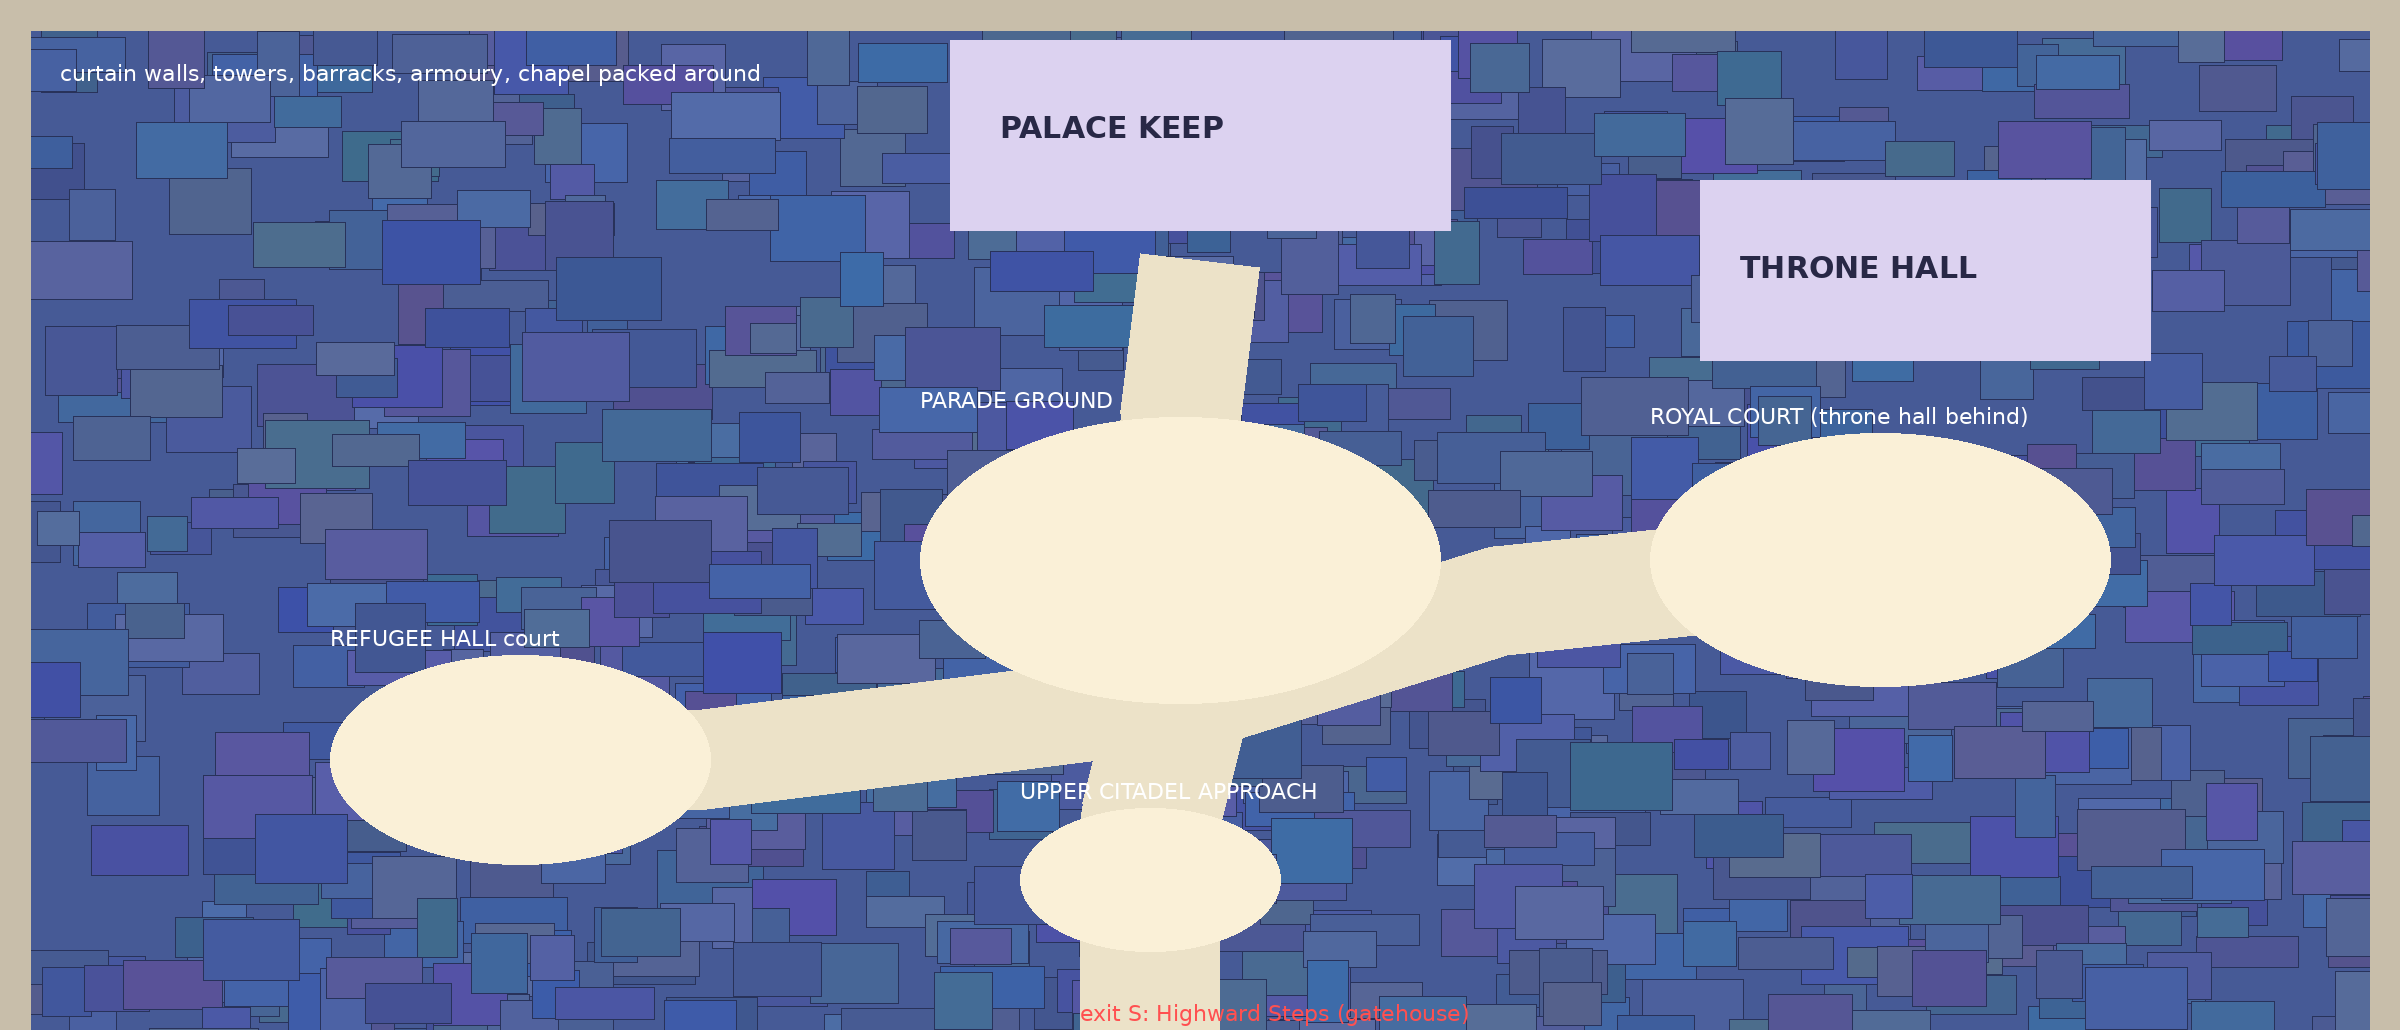 curtain walls, towers, barracks, armoury, chapel packed around
PALACE KEEP
THRONE HALL
PARADE GROUND
ROYAL COURT (throne hall behind)
REFUGEE HALL court
UPPER CITADEL APPROACH
exit S: Highward Steps (gatehouse)